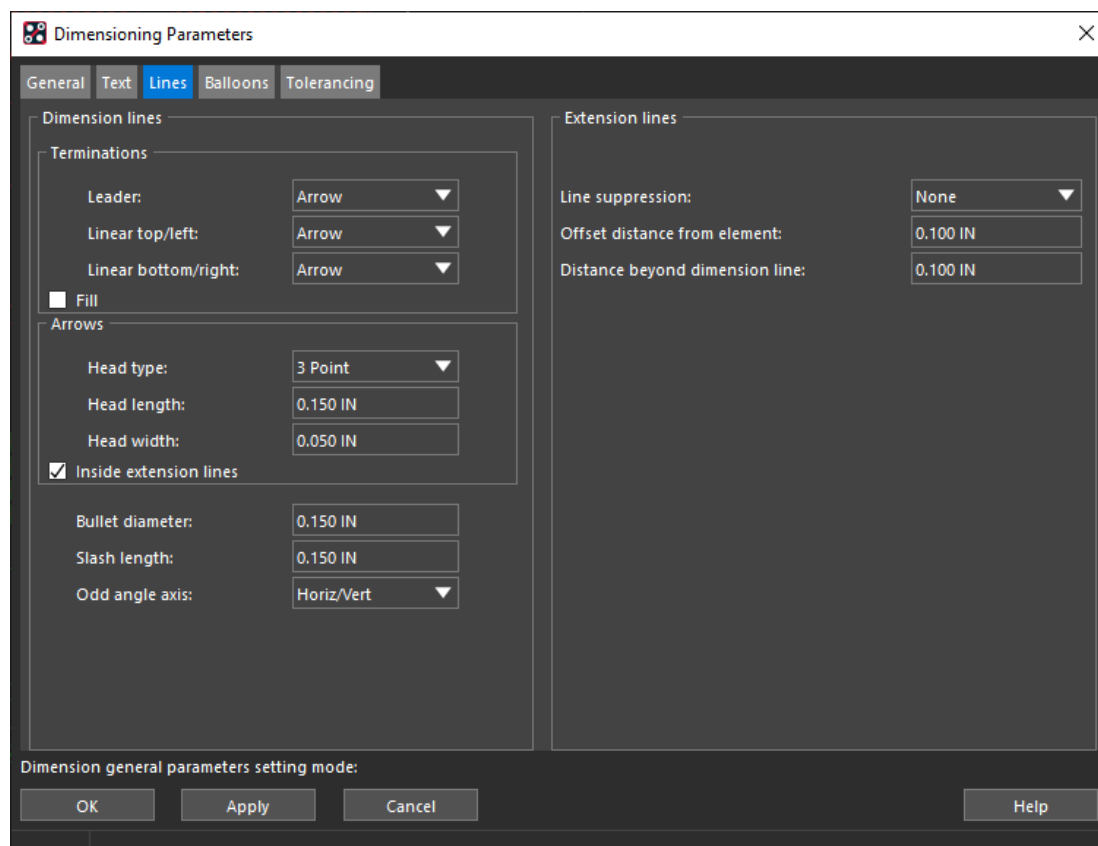 Dimensioning Parameters
General Text Lines Balloons Tolerancing
Dimension lines
Terminations
Leader: Arrow
Linear top/left: Arrow
Linear bottom/right: Arrow
Fill
Arrows
Head type: 3 Point
Head length: 0.150 IN
Head width: 0.050 IN
Inside extension lines
Bullet diameter: 0.150 IN
Slash length: 0.150 IN
Odd angle axis: Horiz/Vert
Extension lines
Line suppression: None
Offset distance from element: 0.100 IN
Distance beyond dimension line: 0.100 IN
Dimension general parameters setting mode:
OK Apply Cancel Help